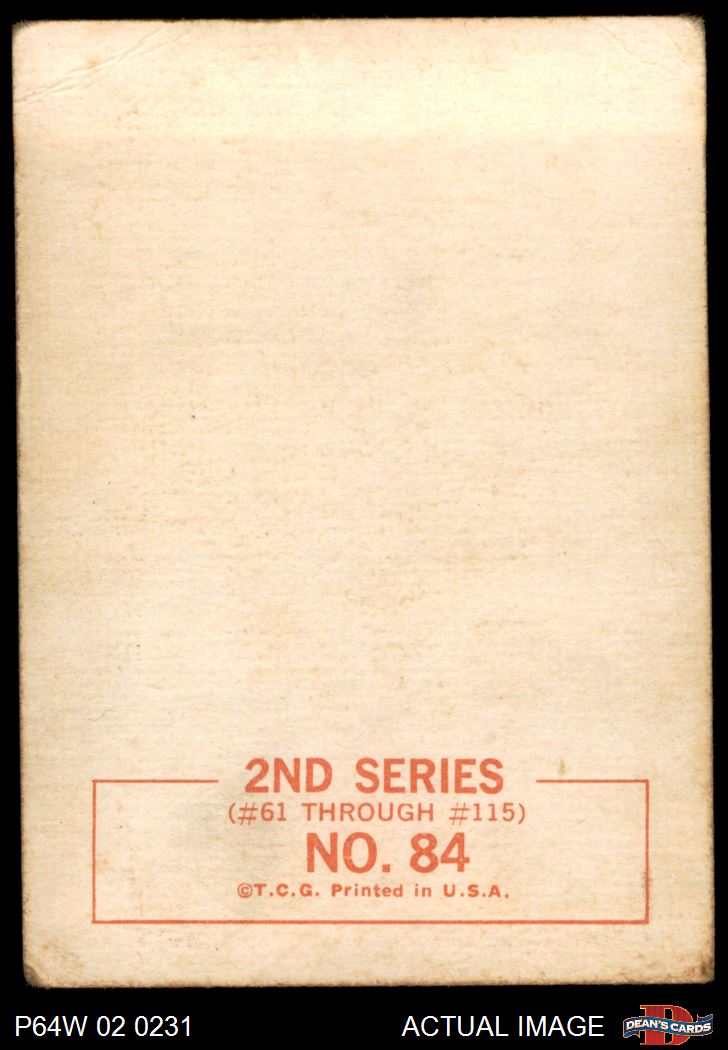 2ND SERIES
(#61 THROUGH #115)
NO. 84
©T.C.G. Printed in U.S.A.
P64W 02 0231
ACTUAL IMAGE
DEAN'S CARDS